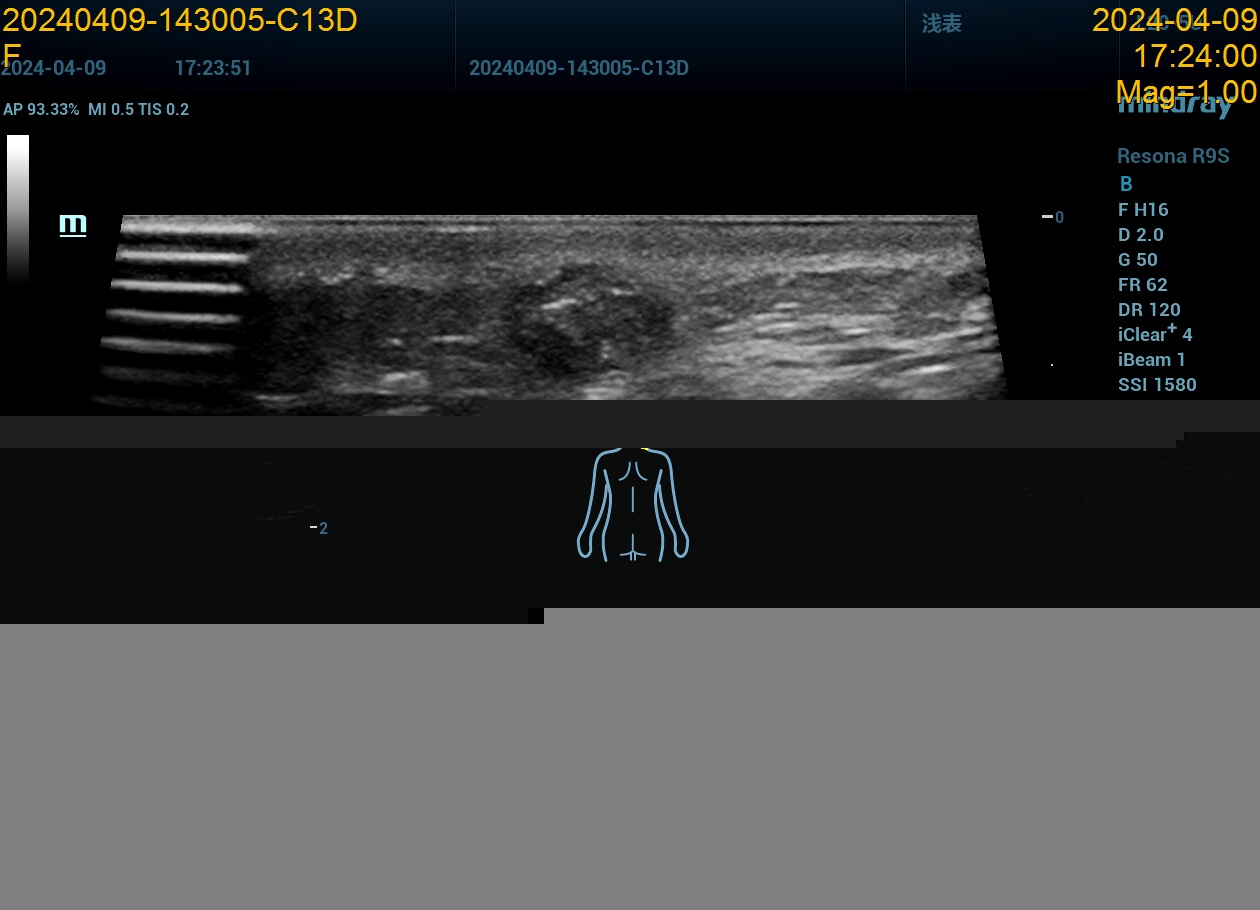 20240409-143005-C13D
F
2024-04-09 17:23:51
20240409-143005-C13D
浅表
2024-04-09
17:24:00
Mag=1.00
AP 93.33% MI 0.5 TIS 0.2
mindray
Resona R9S
B
F H16
D 2.0
G 50
FR 62
DR 120
iClear+ 4
iBeam 1
SSI 1580
m
0
2